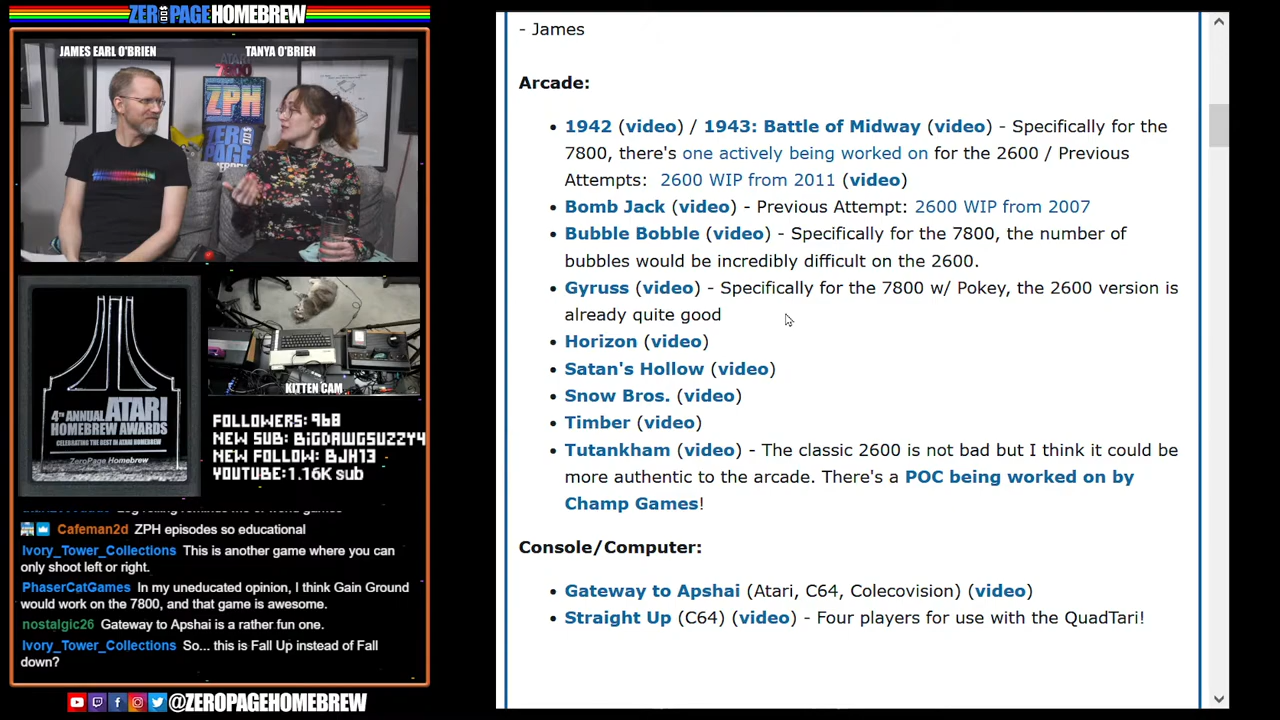 ZEROPAGE HOMEBREW
JAMES EARL O'BRIEN
TANYA O'BRIEN
ATARI
ZPH
4TH ANNUAL ATARI
HOMEBREW AWARDS
CELEBRATING THE BEST IN ATARI HOMEBREW
ZeroPage Homebrew
KITTEN CAM
FOLLOWERS: 968
NEW SUB: BIGDAWGSUZZY4
NEW FOLLOW: BJH13
YOUTUBE: 1.16K sub
Cafeman2d ZPH episodes so educational
Ivory_Tower_Collections This is another game where you can
only shoot left or right.
PhaserCatGames In my uneducated opinion, I think Gain Ground
would work on the 7800, and that game is awesome.
nostalgic26 Gateway to Apshai is a rather fun one.
Ivory_Tower_Collections So... this is Fall Up instead of Fall
down?
@ZEROPAGEHOMEBREW
- James
Arcade:
• 1942 (video) / 1943: Battle of Midway (video) - Specifically for the
7800, there's one actively being worked on for the 2600 / Previous
Attempts: 2600 WIP from 2011 (video)
• Bomb Jack (video) - Previous Attempt: 2600 WIP from 2007
• Bubble Bobble (video) - Specifically for the 7800, the number of
bubbles would be incredibly difficult on the 2600.
• Gyruss (video) - Specifically for the 7800 w/ Pokey, the 2600 version is
already quite good
• Horizon (video)
• Satan's Hollow (video)
• Snow Bros. (video)
• Timber (video)
• Tutankham (video) - The classic 2600 is not bad but I think it could be
more authentic to the arcade. There's a POC being worked on by
Champ Games!
Console/Computer:
• Gateway to Apshai (Atari, C64, Colecovision) (video)
• Straight Up (C64) (video) - Four players for use with the QuadTari!